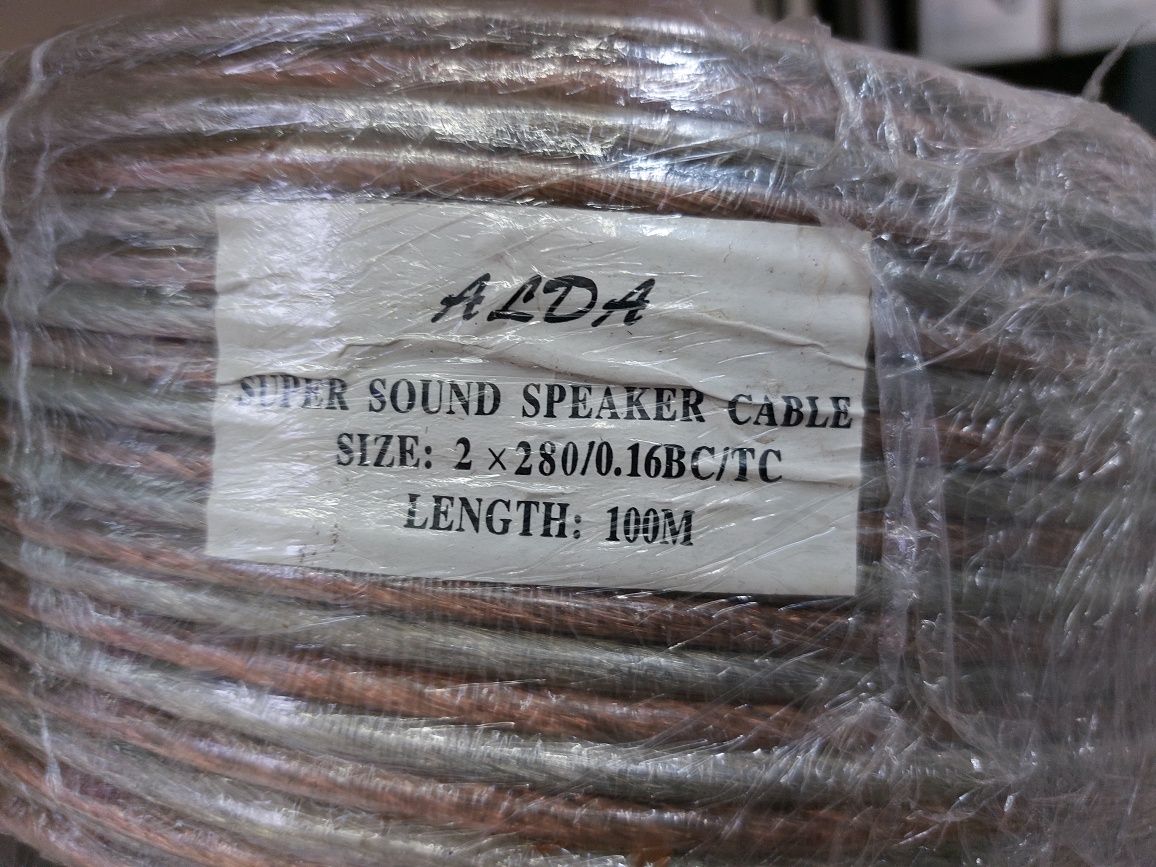 ALDA
SUPER SOUND SPEAKER CABLE
SIZE: 2 ×280/0.16BC/TC
LENGTH: 100M